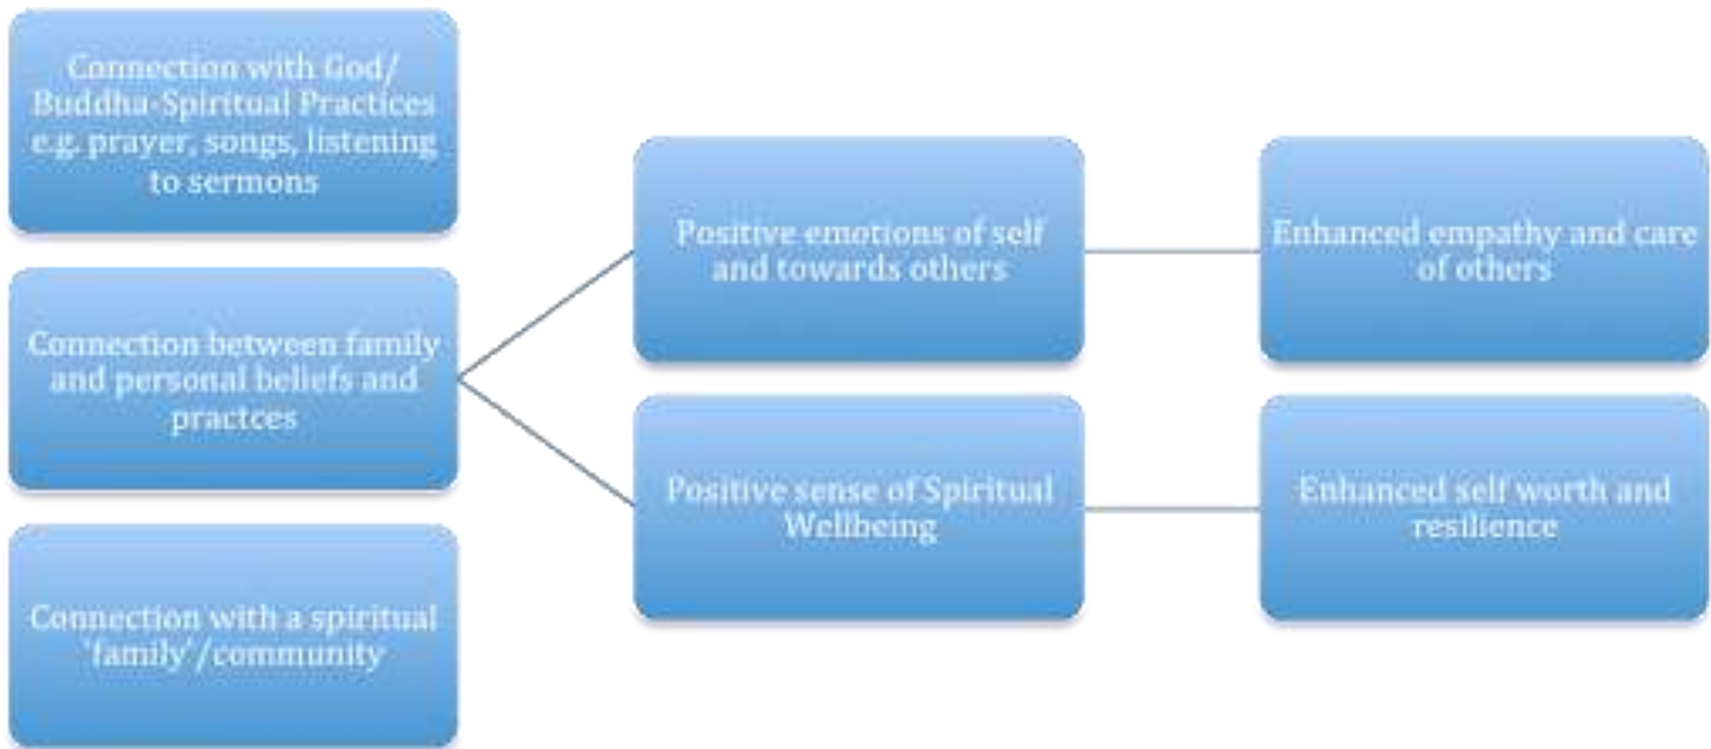 Connection with God/
Buddha-Spiritual Practices
e.g. prayer, songs, listening
to sermons
Connection between family
and personal beliefs and
practces
Connection with a spiritual
'family'/community
Positive emotions of self
and towards others
Positive sense of Spiritual
Wellbeing
Enhanced empathy and care
of others
Enhanced self worth and
resilience